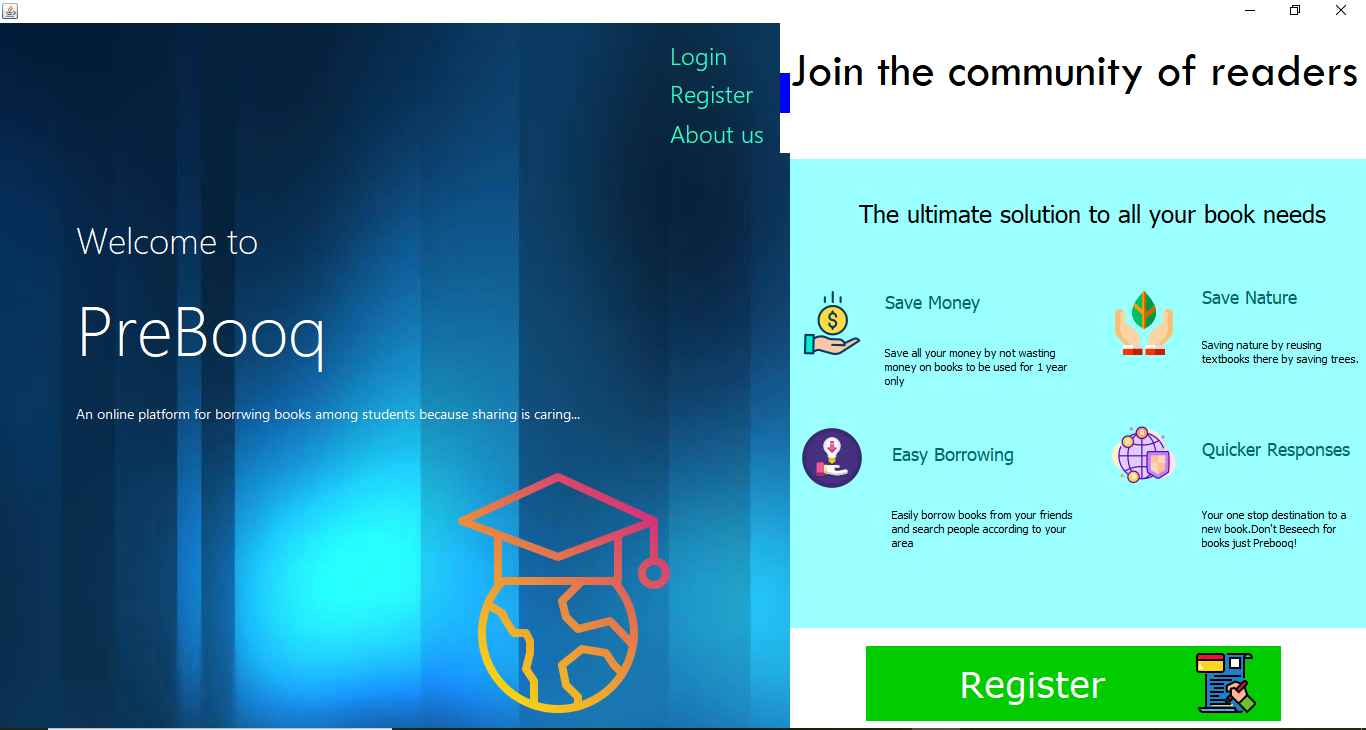 Login
Register
About us
Welcome to
PreBooq
An online platform for borrwing books among students because sharing is caring...
Join the community of readers
The ultimate solution to all your book needs
Save Money
Save all your money by not wasting
money on books to be used for 1 year
only
Save Nature
Saving nature by reusing
textbooks there by saving trees.
Easy Borrowing
Easily borrow books from your friends
and search people according to your
area
Quicker Responses
Your one stop destination to a
new book.Don't Beseech for
books just Prebooq!
Register